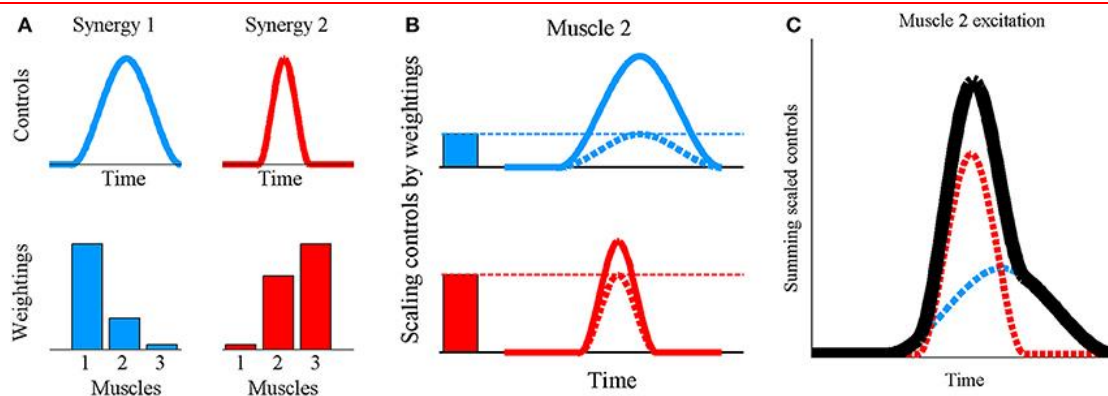 A
Synergy 1
Synergy 2
Controls
Time
Time
Weightings
1 2 3
1 2 3
Muscles
Muscles
B
Muscle 2
Scaling controls by weightings
Time
C
Muscle 2 excitation
Summing scaled controls
Time